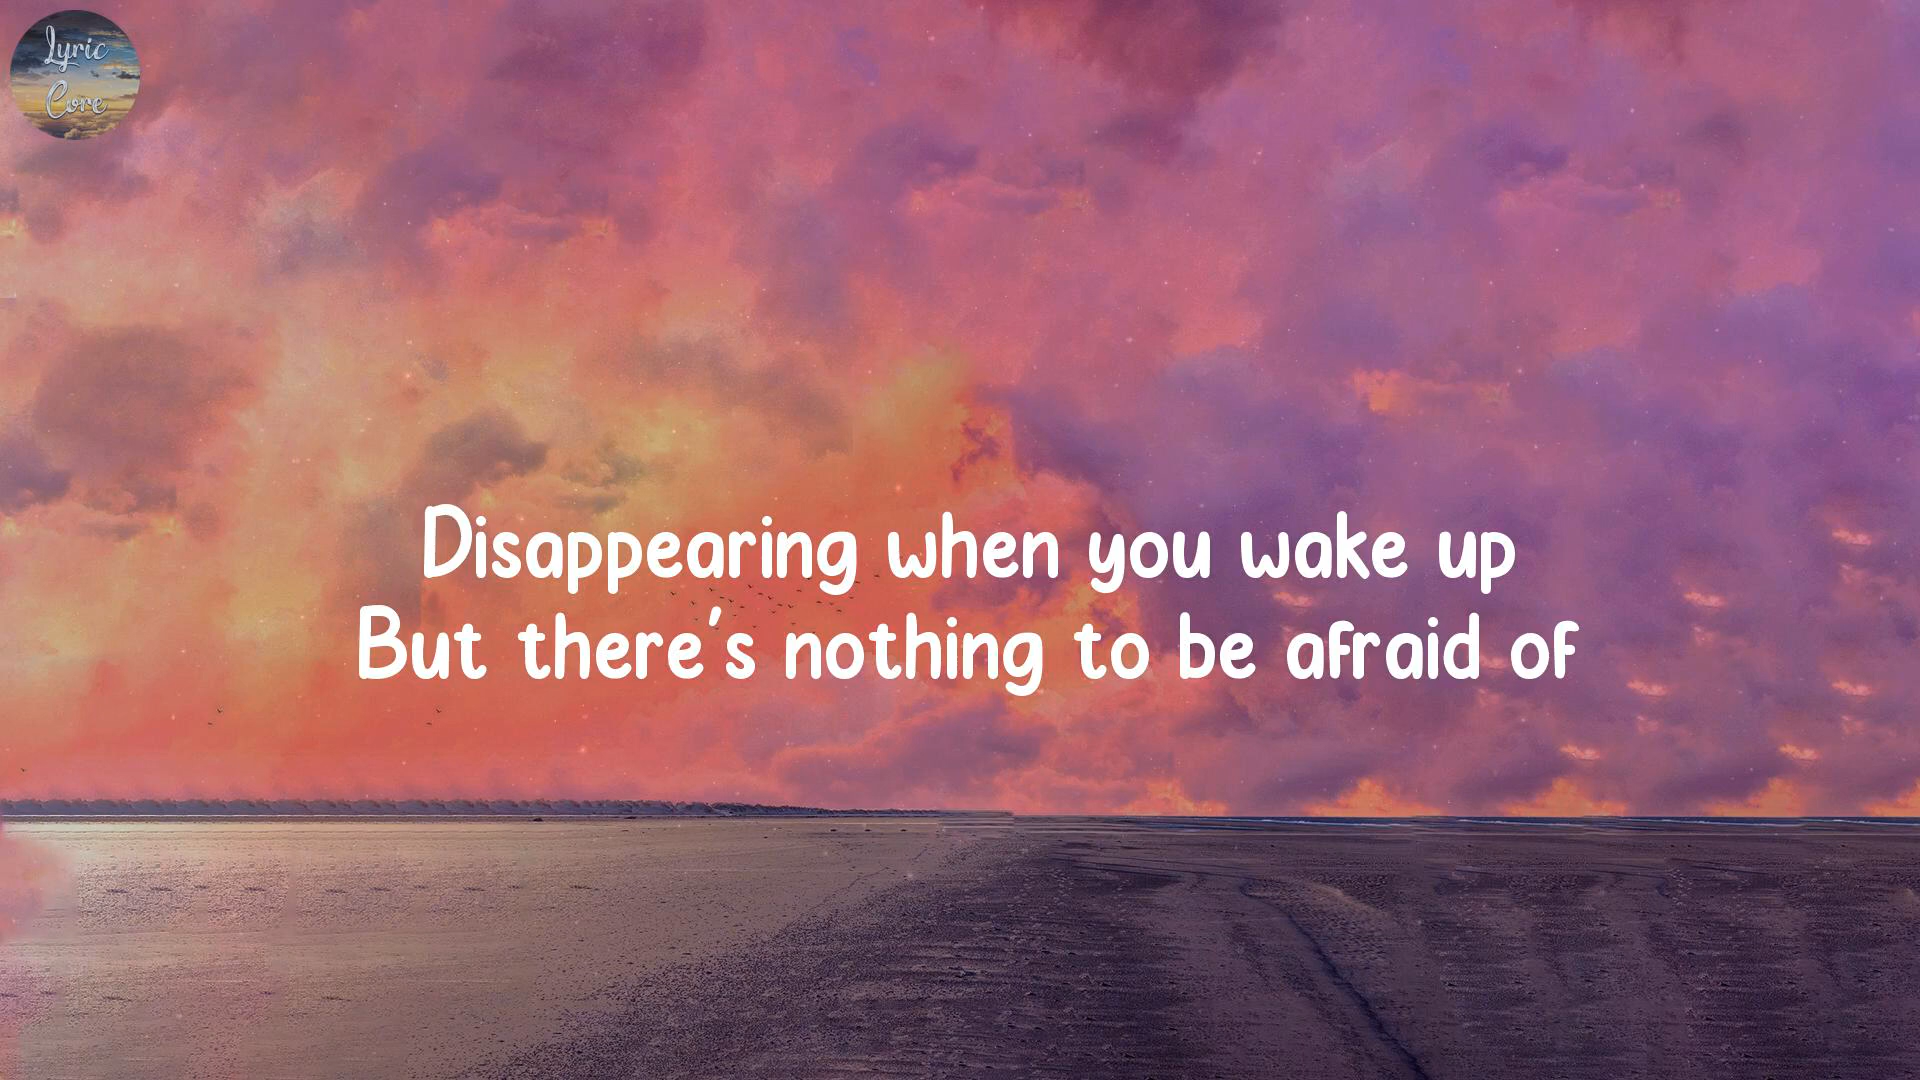 Lyric
Core
Disappearing when you wake up
But there's nothing to be afraid of